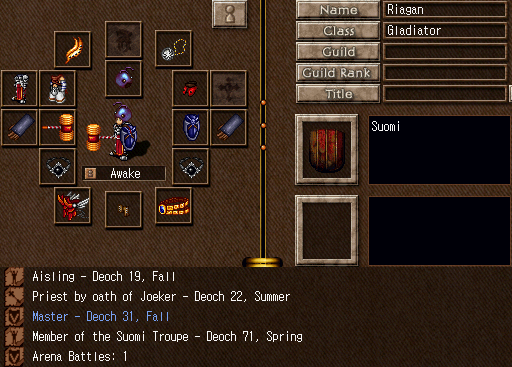 Name Riagan
Class Gladiator
Guild
Guild Rank
Title
Suomi
Awake
Aisling - Deoch 19, Fall
Priest by oath of Joeker - Deoch 22, Summer
Master - Deoch 31, Fall
Member of the Suomi Troupe - Deoch 71, Spring
Arena Battles: 1